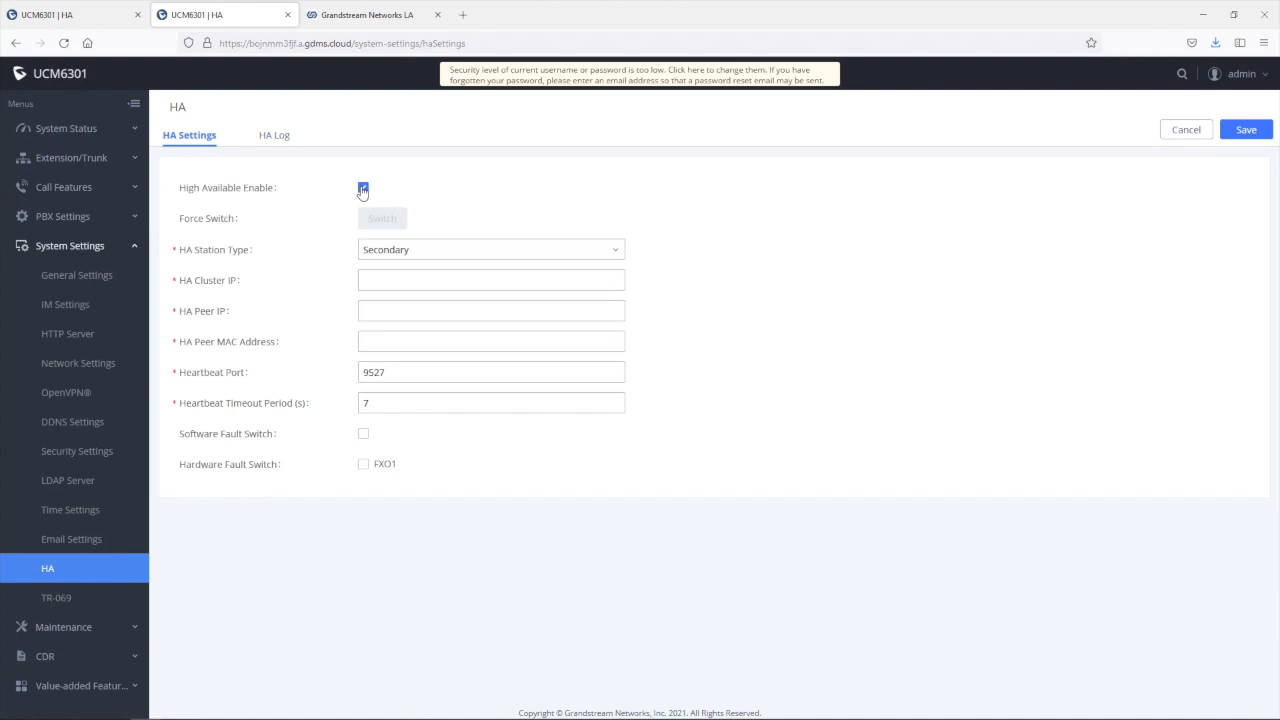 UCM6301 | HA
UCM6301 | HA
Grandstream Networks LA
https://bojnmm3fjf.a.gdms.cloud/system-settings/haSettings
UCM6301
Security level of current username or password is too low. Click here to change them. If you have
forgotten your password, please enter an email address so that a password reset email may be sent.
admin
Menus
System Status
Extension/Trunk
Call Features
PBX Settings
System Settings
General Settings
IM Settings
HTTP Server
Network Settings
OpenVPN®
DDNS Settings
Security Settings
LDAP Server
Time Settings
Email Settings
HA
TR-069
Maintenance
CDR
Value-added Featur...
HA
HA Settings
HA Log
Cancel
Save
High Available Enable:
Force Switch:
Switch
* HA Station Type:
Secondary
* HA Cluster IP:
* HA Peer IP:
* HA Peer MAC Address:
* Heartbeat Port:
9527
* Heartbeat Timeout Period (s):
7
Software Fault Switch:
Hardware Fault Switch:
FXO1
Copyright © Grandstream Networks, Inc. 2021. All Rights Reserved.